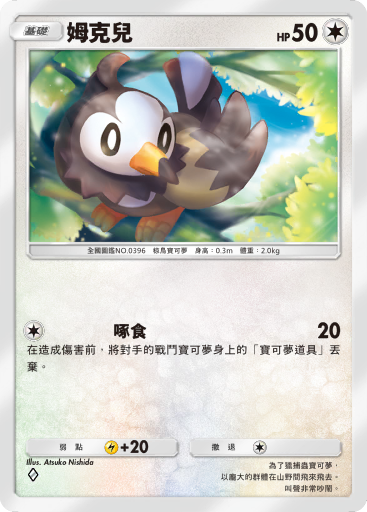 基礎 姆克兒 HP 50
全國圖鑑NO.0396 椋鳥寶可夢 身高：0.3m 體重：2.0kg
啄食 20
在造成傷害前，將對手的戰鬥寶可夢身上的「寶可夢道具」丟
棄。
弱點 +20 撤退
Illus. Atsuko Nishida
為了獵捕蟲寶可夢，
以龐大的群體在山野間飛來飛去。
叫聲非常吵鬧。